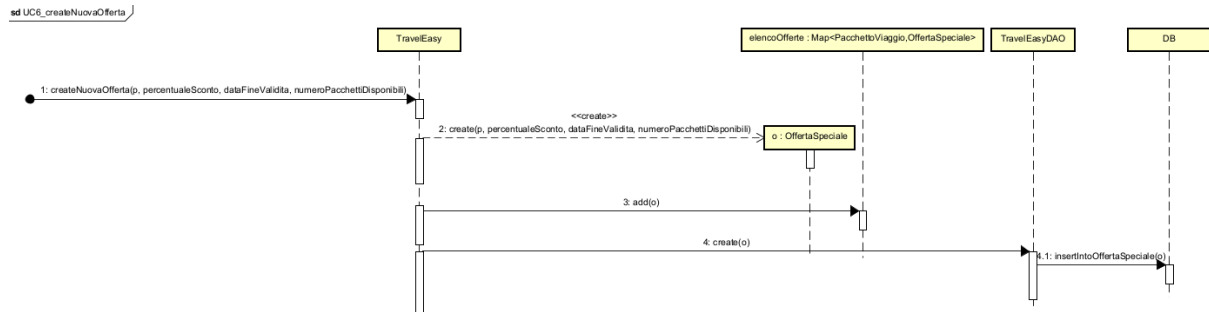 sd UC6_createNuovaOfferta
TravelEasy
elencoOfferte : Map<PacchettoViaggio,OffertaSpeciale>
TravelEasyDAO
DB
1: createNuovaOfferta(p, percentualeSconto, dataFineValidita, numeroPacchettiDisponibili)
<<create>>
2: create(p, percentualeSconto, dataFineValidita, numeroPacchettiDisponibili)
o : OffertaSpeciale
3: add(o)
4: create(o)
4.1: insertIntoOffertaSpeciale(o)